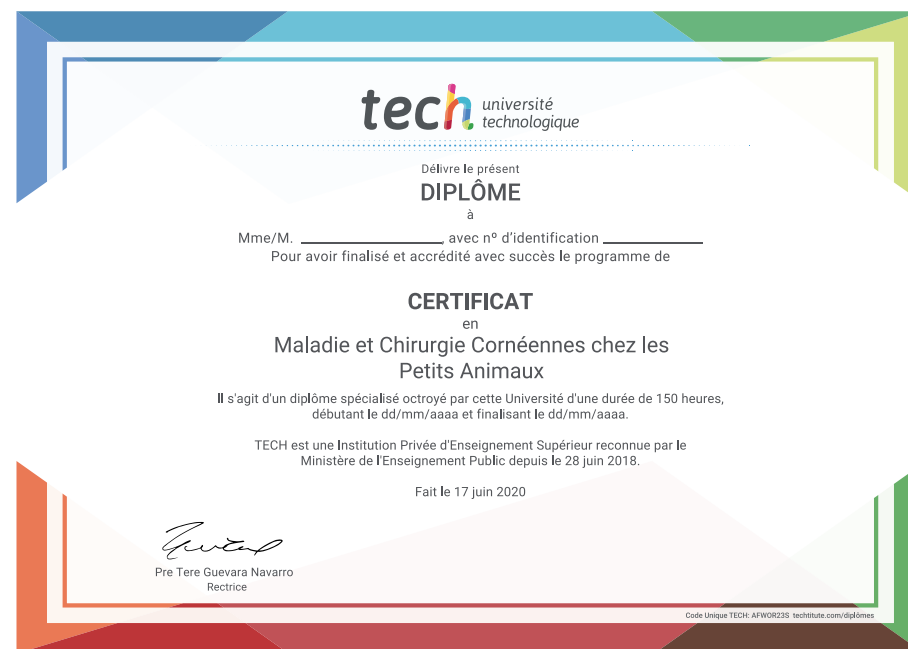 tech université
technologique
Délivre le présent
DIPLÔME
à
Mme/M. ____________________, avec nº d'identification ______________
Pour avoir finalisé et accrédité avec succès le programme de
CERTIFICAT
en
Maladie et Chirurgie Cornéennes chez les
Petits Animaux
Il s'agit d'un diplôme spécialisé octroyé par cette Université d'une durée de 150 heures,
débutant le dd/mm/aaaa et finalisant le dd/mm/aaaa.
TECH est une Institution Privée d'Enseignement Supérieur reconnue par le
Ministère de l'Enseignement Public depuis le 28 juin 2018.
Fait le 17 juin 2020
Pre Tere Guevara Navarro
Rectrice
Code Unique TECH: AFWOR23S techtitute.com/diplômes